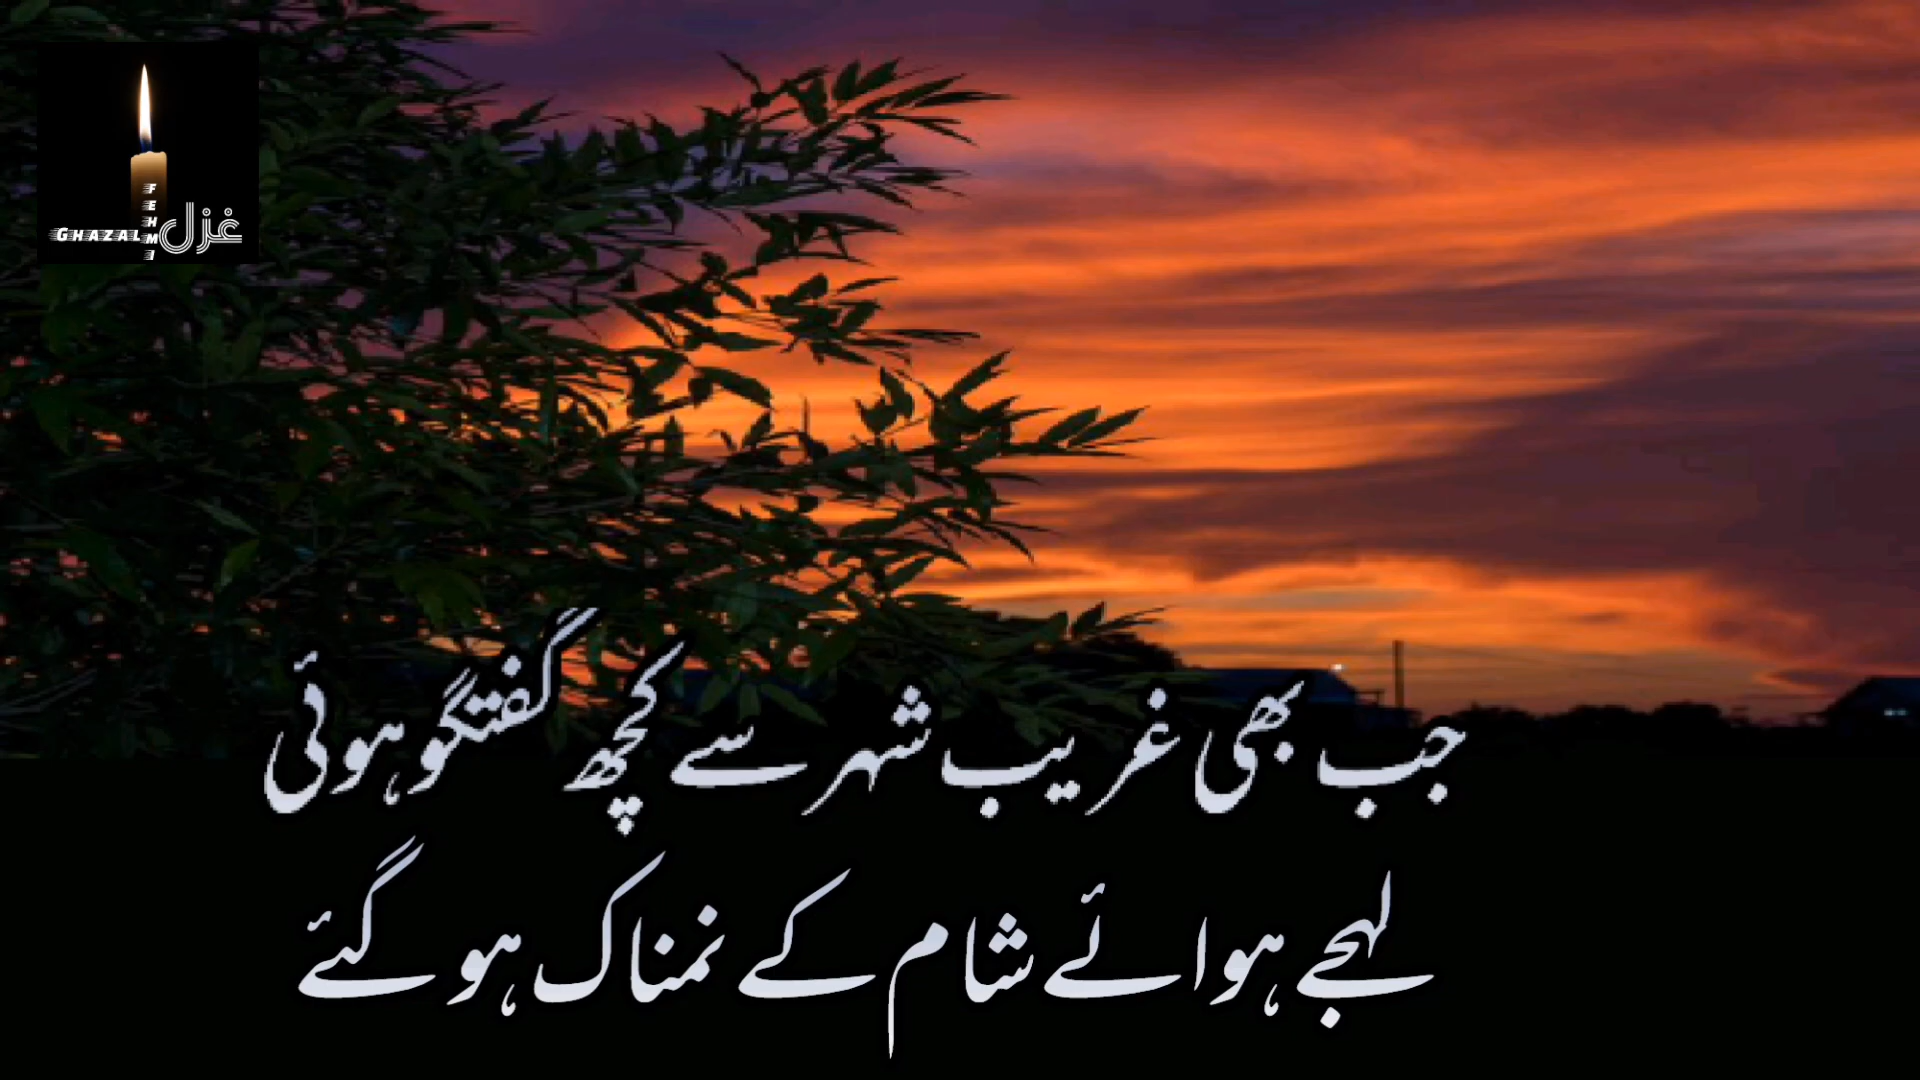 GHAZAL غزل
FEHMI
جب بھی غریب شہر سے کچھ گفتگو ہوئی
لہجے ہوائے شام کے نمناک ہو گئے